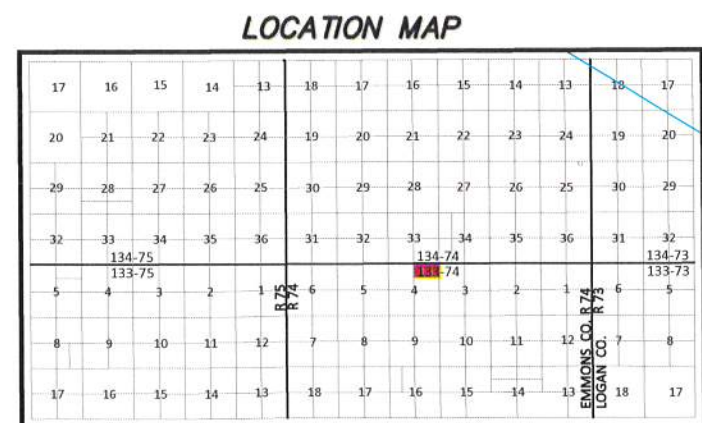 LOCATION MAP
17 16 15 14 13 18 17 16 15 14 13 18 17
20 21 22 23 24 19 20 21 22 23 24 19 20
29 28 27 26 25 30 29 28 27 26 25 30 29
32 33 34 35 36 31 32 33 34 35 36 31 32
134-75 134-74 134-73
133-75 133-74 133-73
5 4 3 2 1 6 5 4 3 2 1 6 5
R 75
R 74
EMMONS CO. R 74
LOGAN CO. R 73
8 9 10 11 12 7 8 9 10 11 12 7 8
17 16 15 14 13 18 17 16 15 14 13 18 17